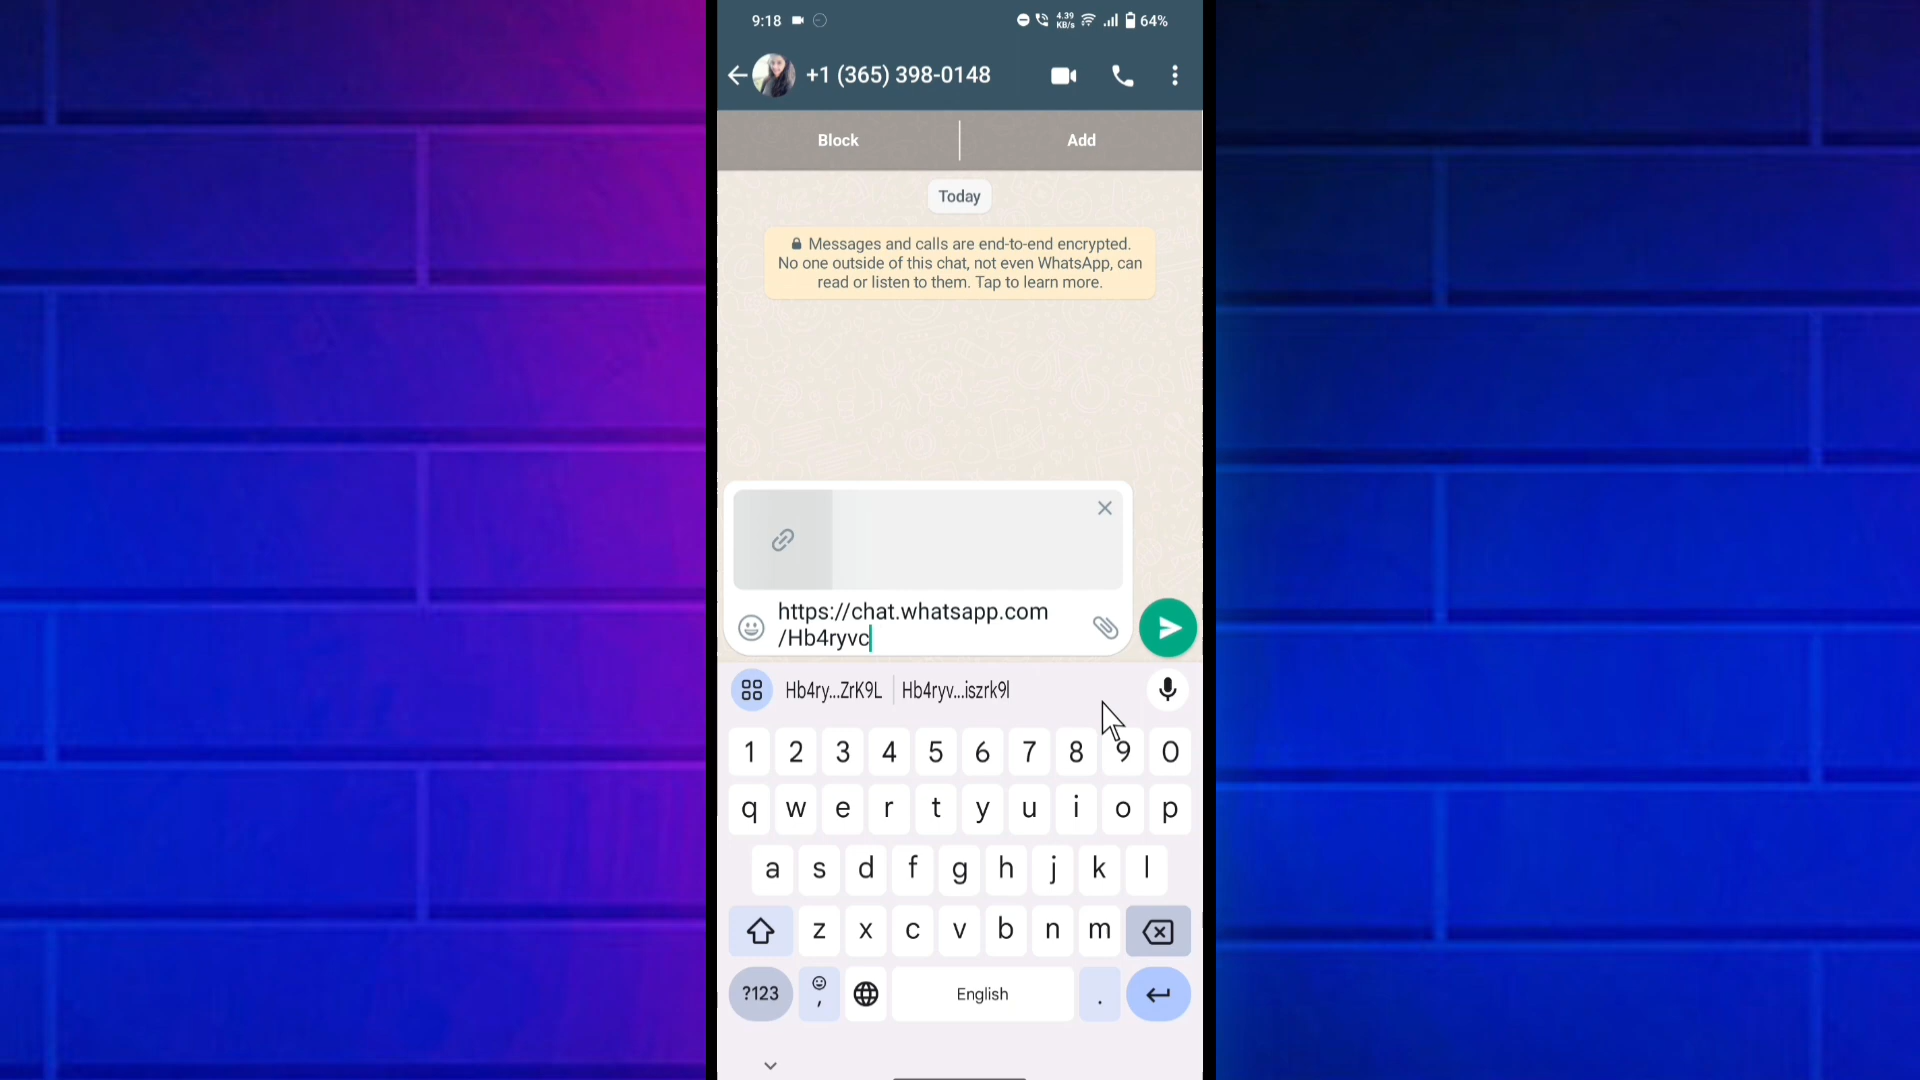 9:18 4.39 KB/s 64%
+1 (365) 398-0148
Block Add
Today
Messages and calls are end-to-end encrypted.
No one outside of this chat, not even WhatsApp, can
read or listen to them. Tap to learn more.
https://chat.whatsapp.com
/Hb4ryvc
Hb4ry...ZrK9L Hb4ryv...iszrk9l
1 2 3 4 5 6 7 8 9 0
q w e r t y u i o p
a s d f g h j k l
z x c v b n m
?123 , English .